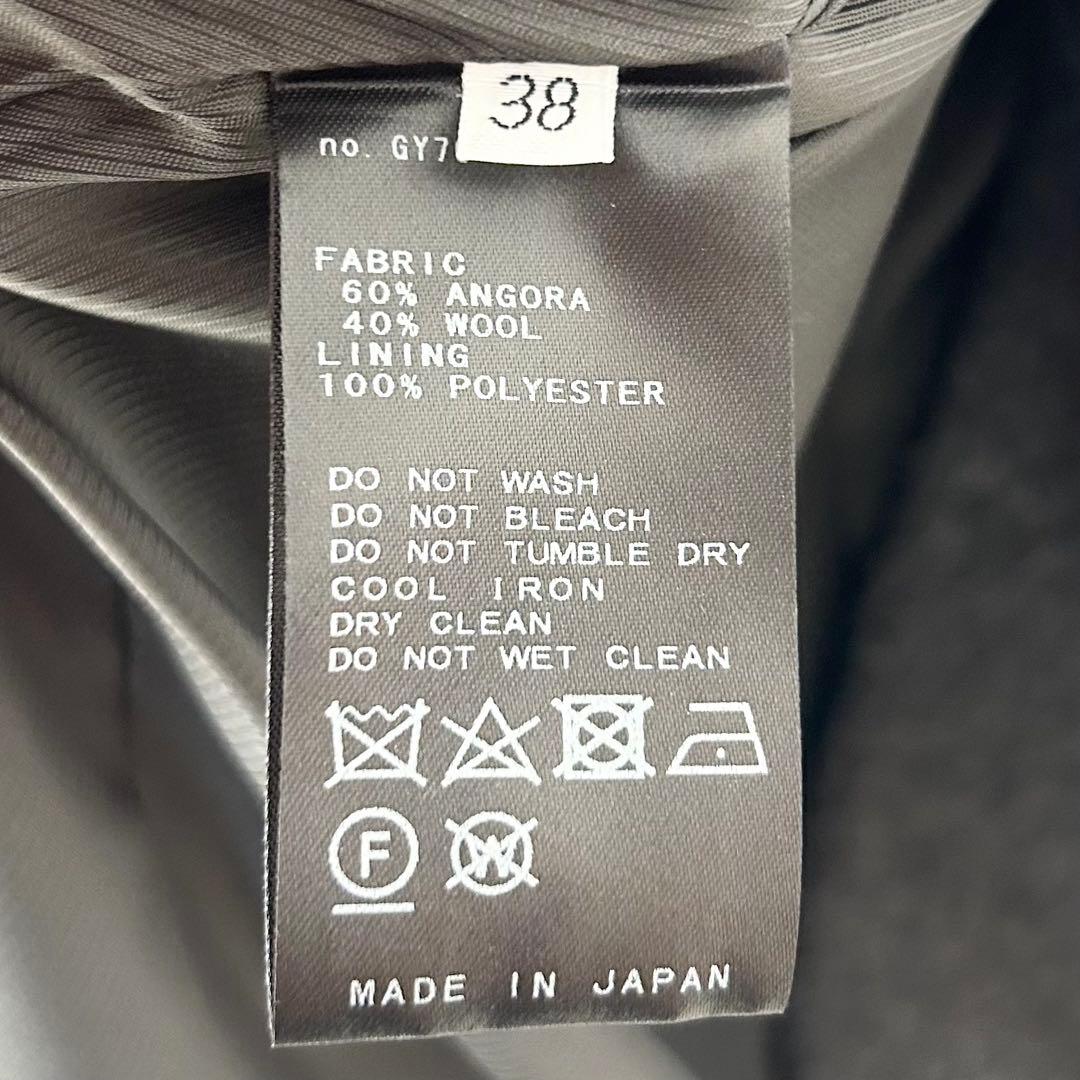 38
no. GY7
FABRIC
60% ANGORA
40% WOOL
LINING
100% POLYESTER
DO NOT WASH
DO NOT BLEACH
DO NOT TUMBLE DRY
COOL IRON
DRY CLEAN
DO NOT WET CLEAN
F W
MADE IN JAPAN